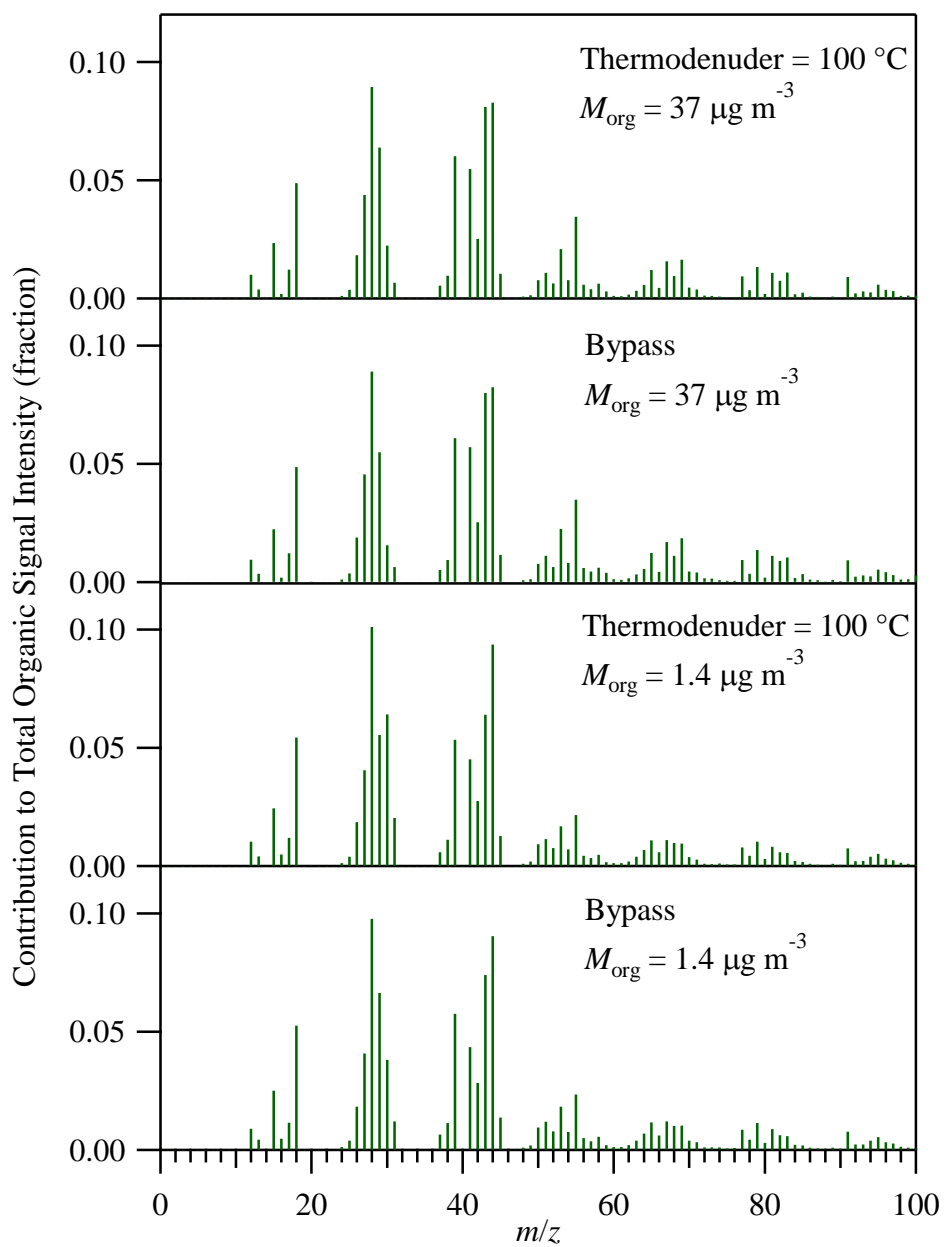 Contribution to Total Organic Signal Intensity (fraction)
0.10
0.05
0.00
Thermodenuder = 100 °C
M_org = 37 µg m⁻³
0.10
0.05
0.00
Bypass
M_org = 37 µg m⁻³
0.10
0.05
0.00
Thermodenuder = 100 °C
M_org = 1.4 µg m⁻³
0.10
0.05
0.00
Bypass
M_org = 1.4 µg m⁻³
0 20 40 60 80 100
m/z